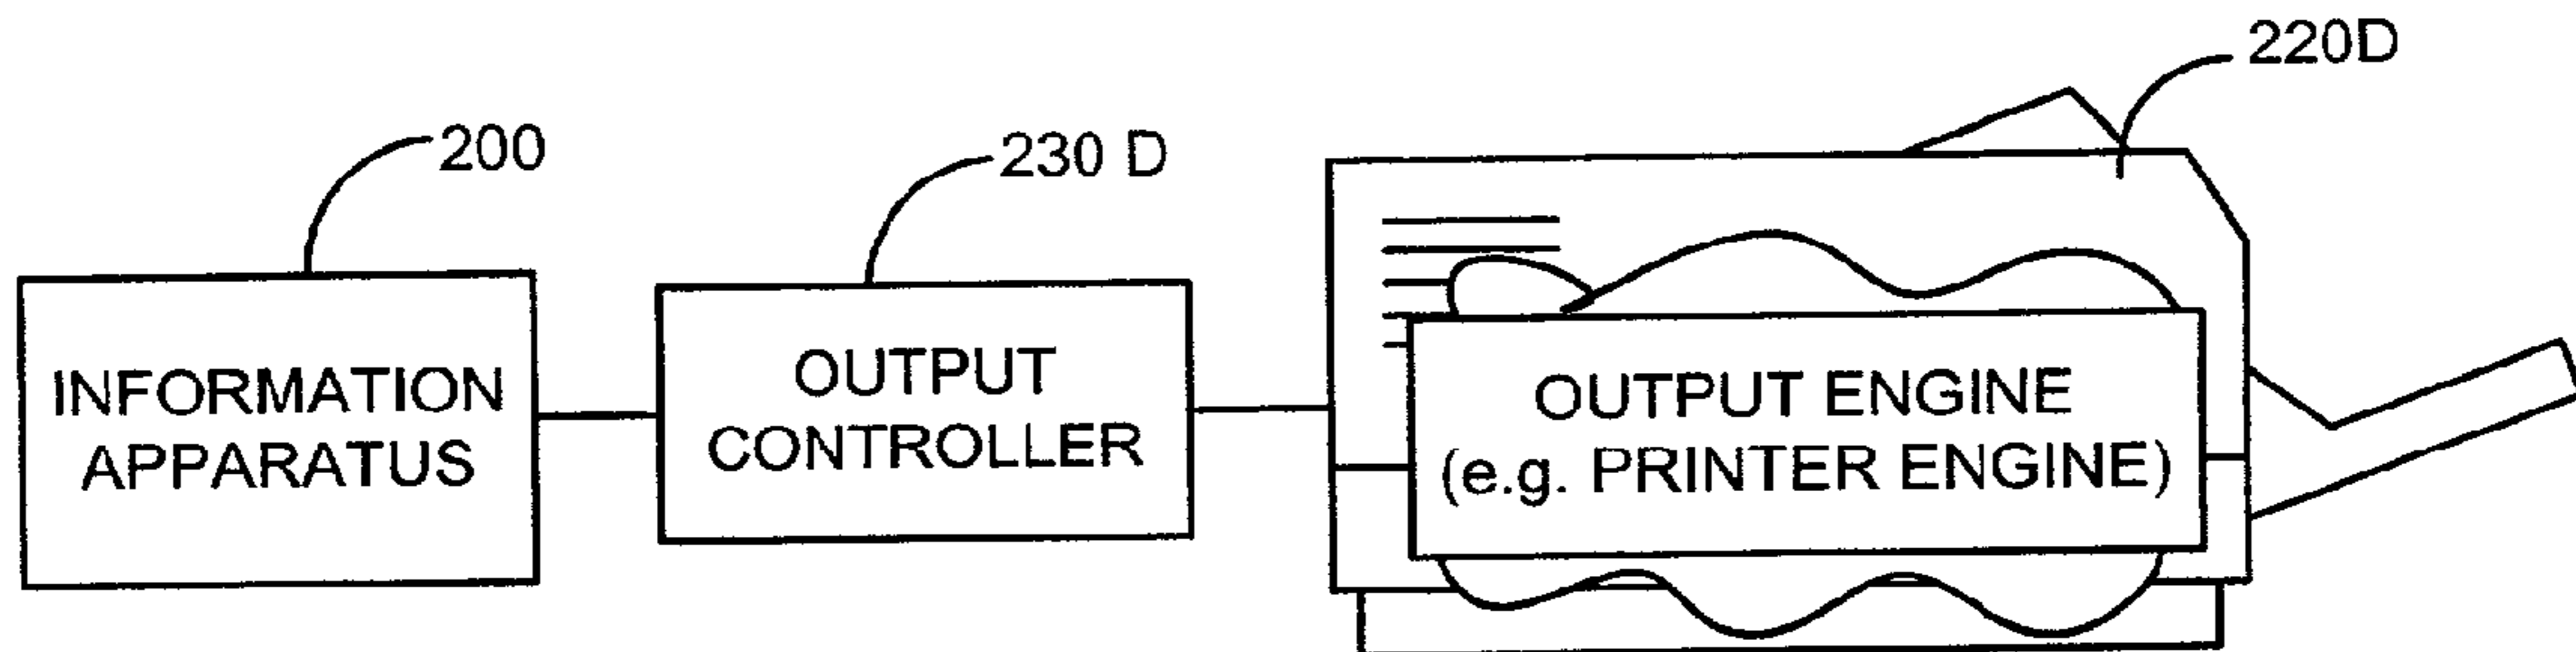 220D
200
230 D
INFORMATION
APPARATUS
OUTPUT
CONTROLLER
OUTPUT ENGINE
(e.g. PRINTER ENGINE)